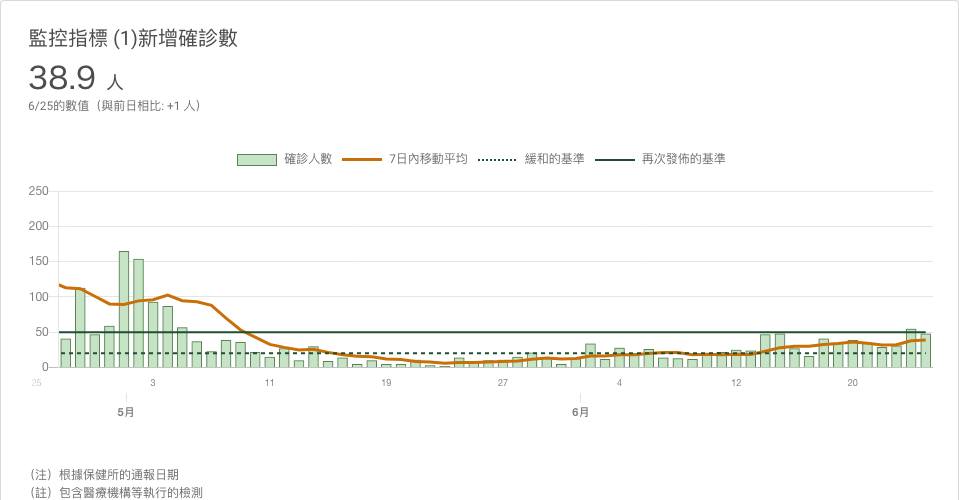 監控指標 (1)新增確診數
38.9 人
6/25的數值（與前日相比: +1 人）
確診人數 7日內移動平均 緩和的基準 再次發佈的基準
250
200
150
100
50
0
25 3 11 19 27 4 12 20
5月 6月
（注）根據保健所的通報日期
（註）包含醫療機構等執行的檢測